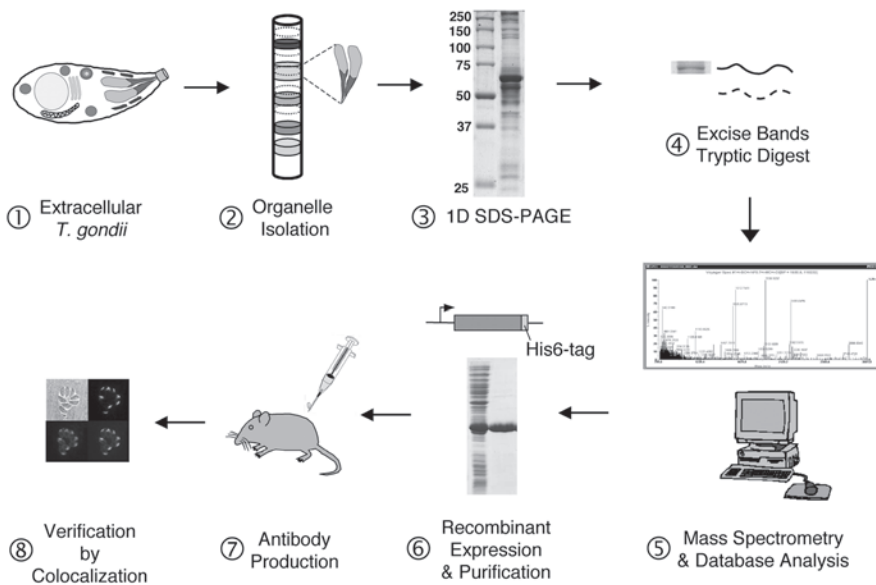 250
150
100
75
50
37
25
① Extracellular
T. gondii
② Organelle
Isolation
③ 1D SDS-PAGE
④ Excise Bands
Tryptic Digest
His6-tag
⑤ Mass Spectrometry
& Database Analysis
⑥ Recombinant
Expression
& Purification
⑦ Antibody
Production
⑧ Verification
by
Colocalization